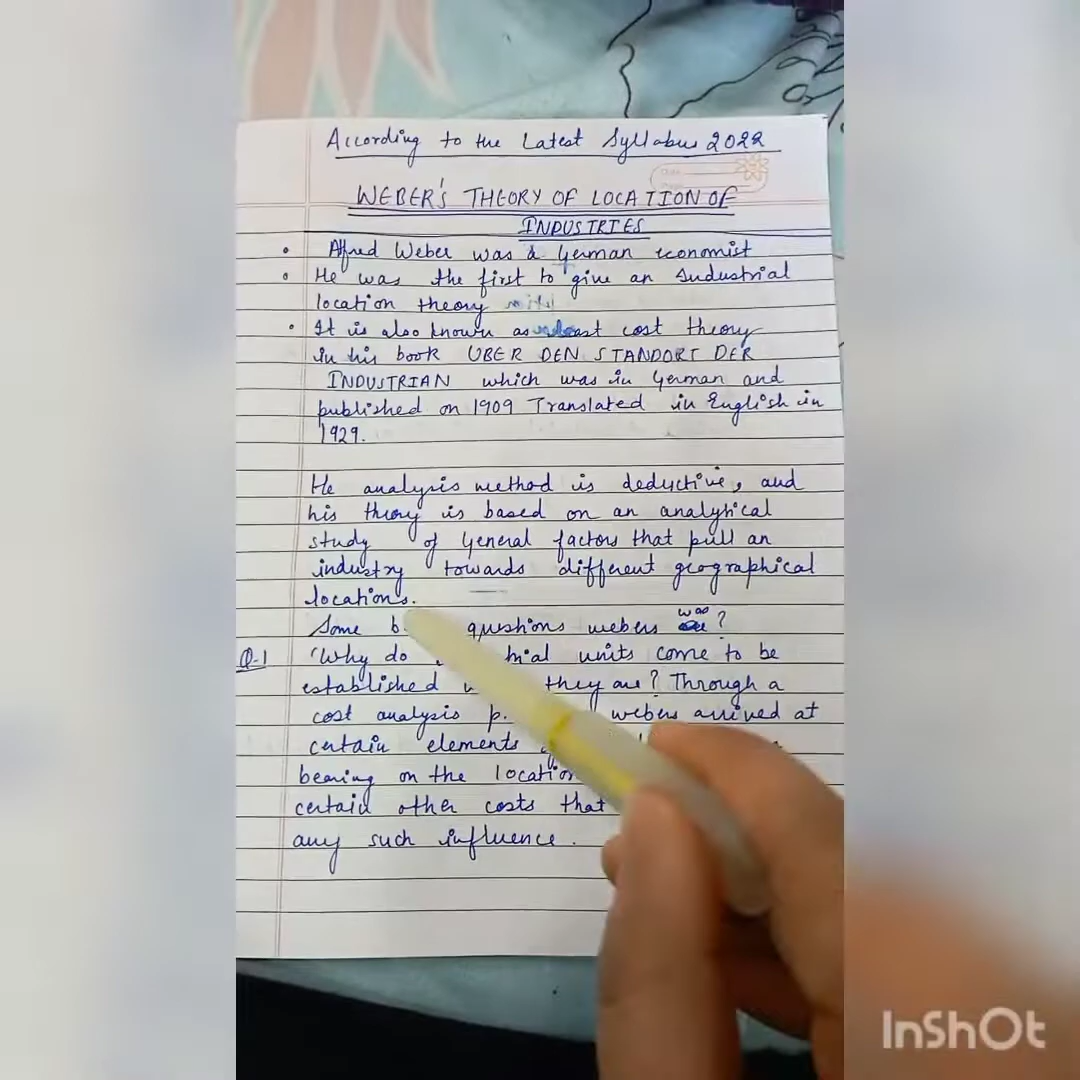 According to the Latest Syllabus 2022
WEBER'S THEORY OF LOCATION OF
INDUSTRIES
• Alfred Weber was a German economist
• He was the first to give an Industrial
location theory
• It is also known as least cost theory
in his book UBER DEN STANDORT DER
INDUSTRIAN which was in German and
published on 1909 Translated in English in
1929.
He analysis method is deductive, and
his theory is based on an analytical
study of General factors that pull an
industry towards different geographical
locations.
Some questions webers was ?
Q.1 'Why do units come to be
established they are? Through a
cost analysis webers arrived at
certain elements
bearing on the location
certain other costs that
any such influence.
InShOt